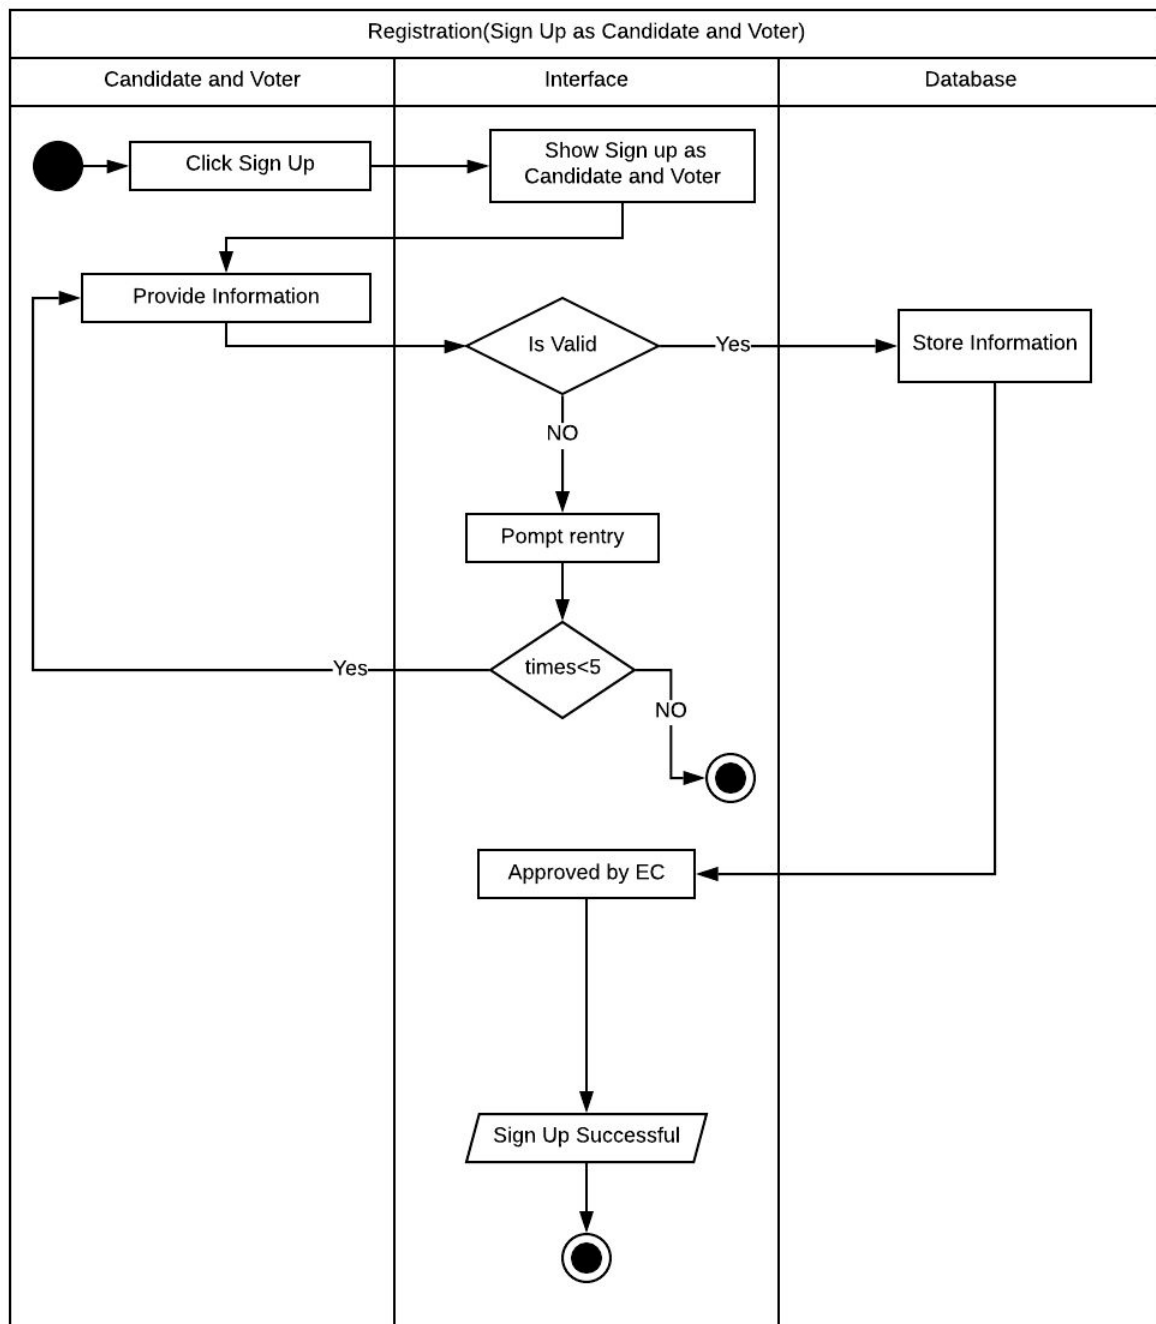 Registration(Sign Up as Candidate and Voter)
Candidate and Voter
Interface
Database
Click Sign Up
Show Sign up as
Candidate and Voter
Provide Information
Is Valid
Yes
Store Information
NO
Pompt rentry
times<5
Yes
NO
Approved by EC
Sign Up Successful